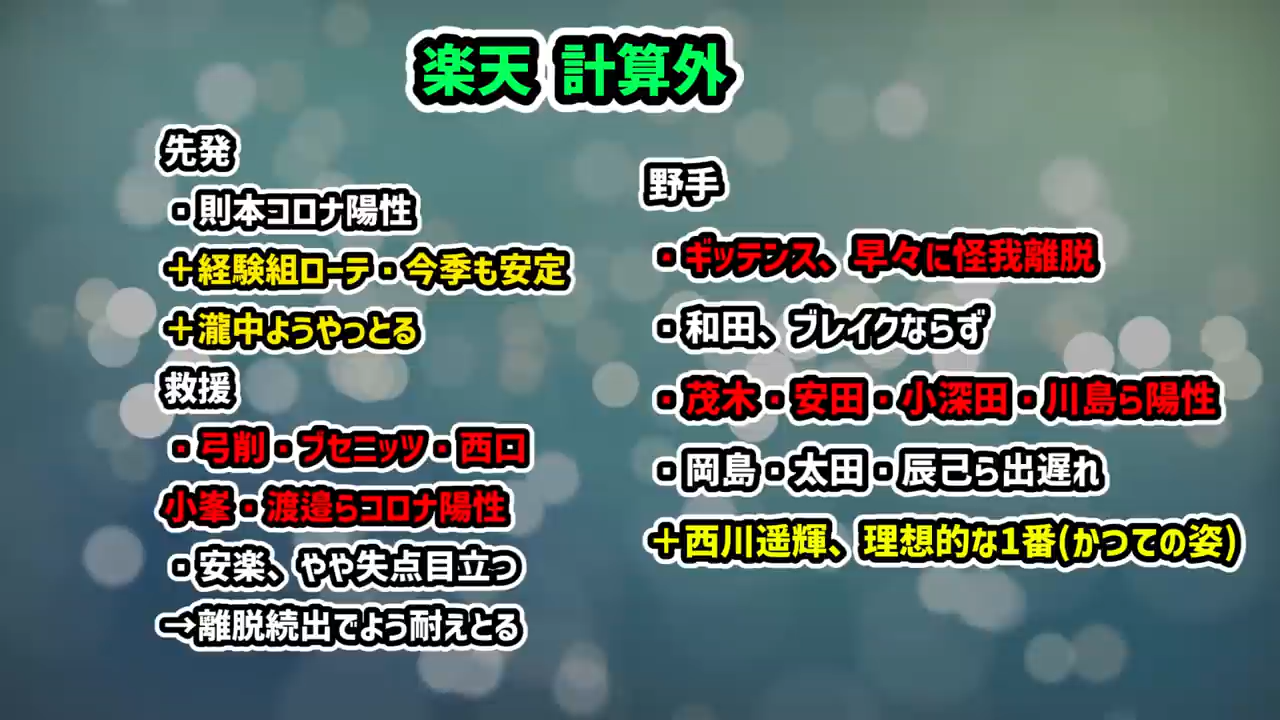 楽天 計算外
先発
・則本コロナ陽性
＋経験組ローテ・今季も安定
＋瀧中ようやっとる
救援
・弓削・ブセニッツ・西口
小峯・渡邉らコロナ陽性
・安楽、やや失点目立つ
→離脱続出でよう耐えとる
野手
・ギッテンス、早々に怪我離脱
・和田、ブレイクならず
・茂木・安田・小深田・川島ら陽性
・岡島・太田・辰己ら出遅れ
＋西川遥輝、理想的な1番(かつての姿)